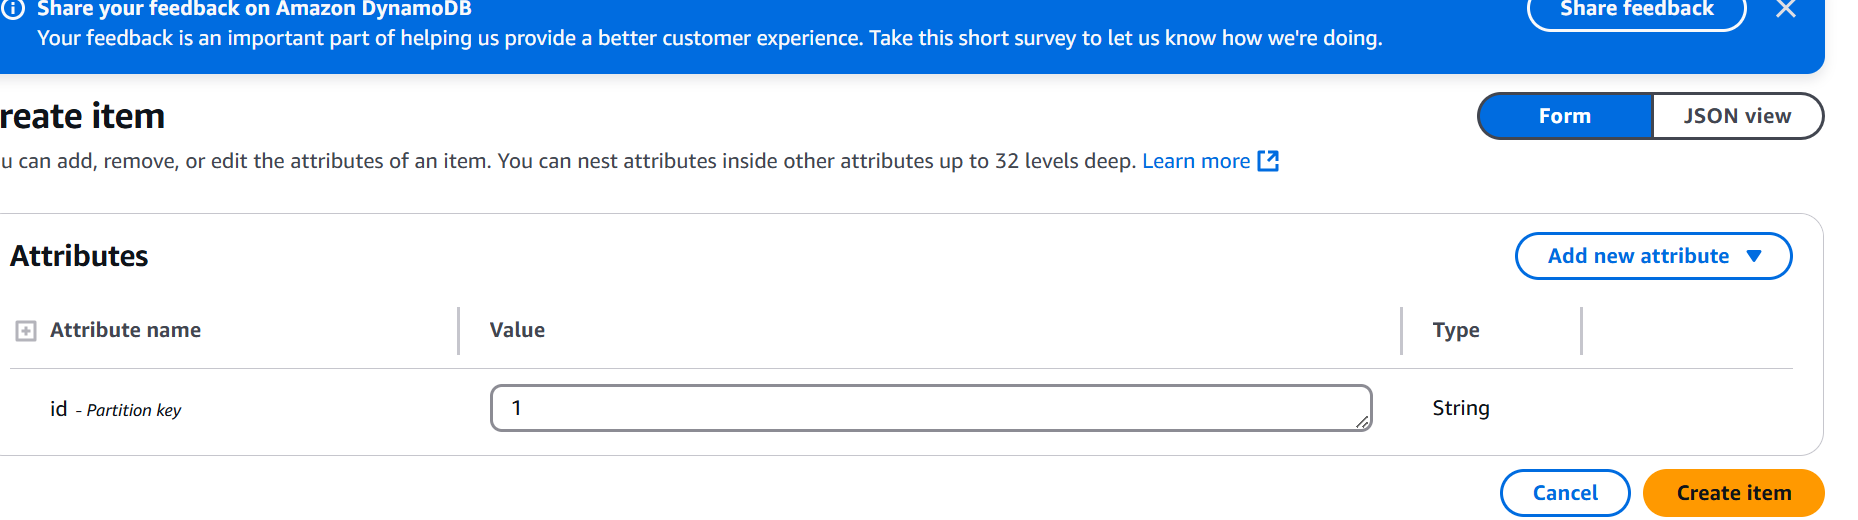 Share your feedback on Amazon DynamoDB
Share feedback
Your feedback is an important part of helping us provide a better customer experience. Take this short survey to let us know how we're doing.
reate item
Form
JSON view
u can add, remove, or edit the attributes of an item. You can nest attributes inside other attributes up to 32 levels deep. Learn more
Attributes
Add new attribute
Attribute name
Value
Type
id - Partition key
1
String
Cancel
Create item